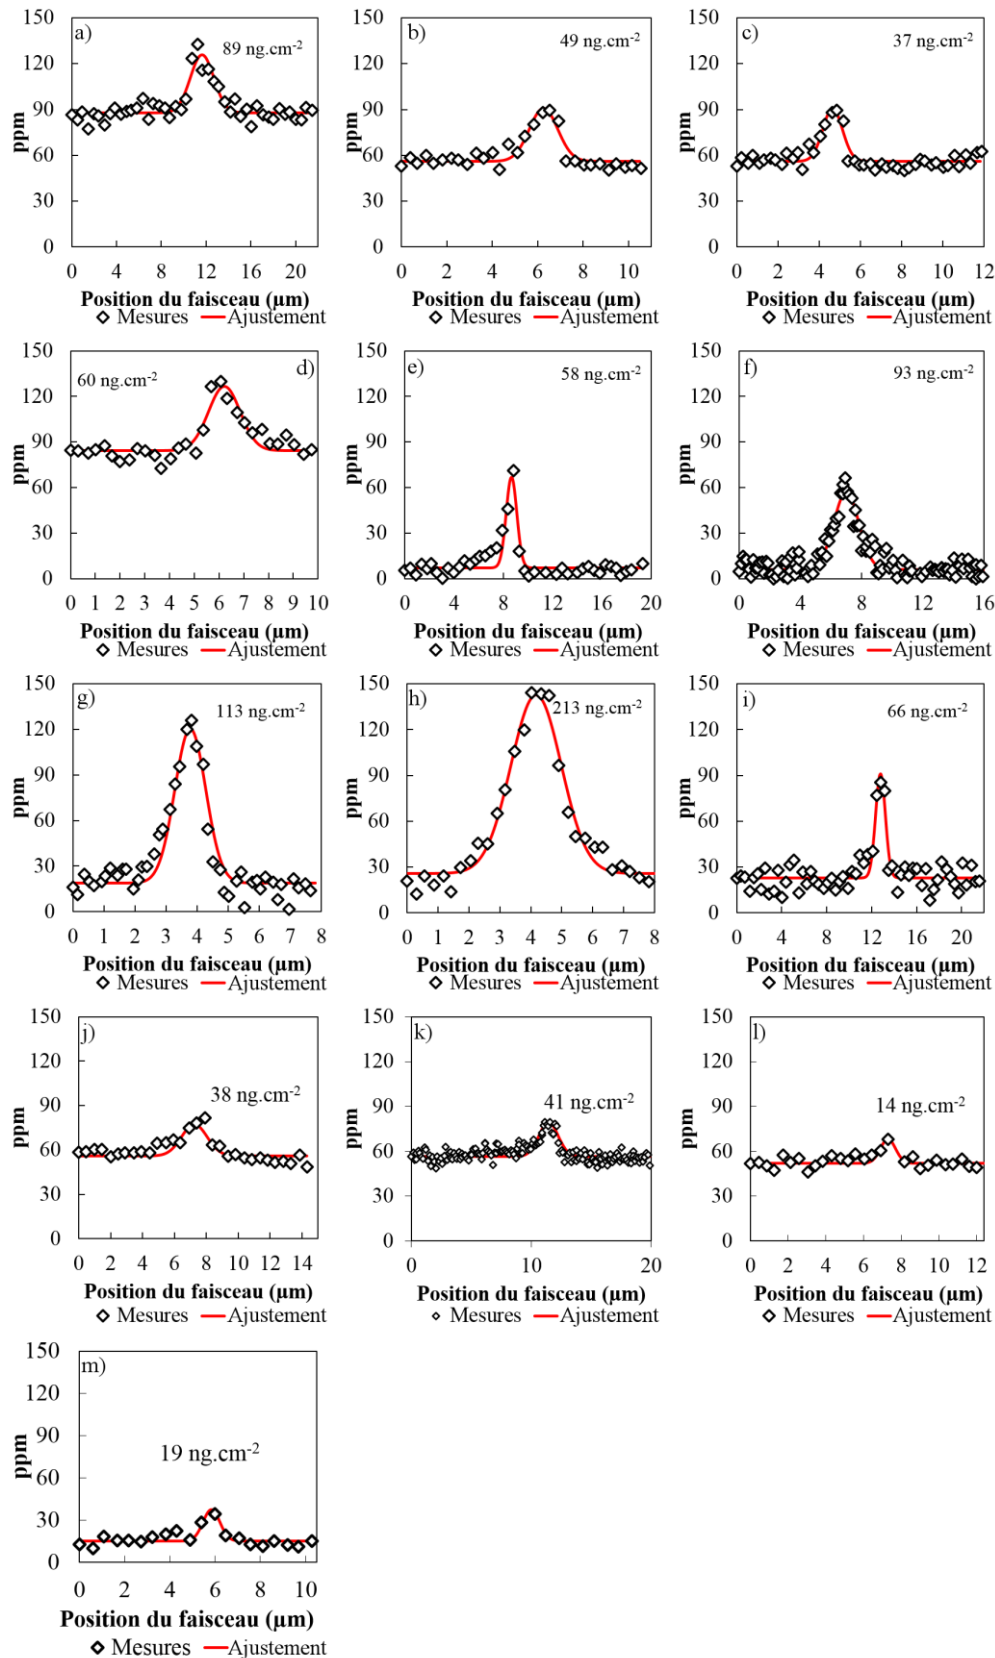 a)
89 ng.cm-2
ppm
150
120
90
60
30
0
0 4 8 12 16 20
Position du faisceau (µm)
Mesures Ajustement
b)
49 ng.cm-2
ppm
150
120
90
60
30
0
0 2 4 6 8 10
Position du faisceau (µm)
Mesures Ajustement
c)
37 ng.cm-2
ppm
150
120
90
60
30
0
0 2 4 6 8 10 12
Position du faisceau (µm)
Mesures Ajustement
d)
60 ng.cm-2
ppm
150
120
90
60
30
0
0 1 2 3 4 5 6 7 8 9 10
Position du faisceau (µm)
Mesures Ajustement
e)
58 ng.cm-2
ppm
150
120
90
60
30
0
0 4 8 12 16 20
Position du faisceau (µm)
Mesures Ajustement
f)
93 ng.cm-2
ppm
150
120
90
60
30
0
0 4 8 12 16
Position du faisceau (µm)
Mesures Ajustement
g)
113 ng.cm-2
ppm
150
120
90
60
30
0
0 1 2 3 4 5 6 7 8
Position du faisceau (µm)
Mesures Ajustement
h)
213 ng.cm-2
ppm
150
120
90
60
30
0
0 1 2 3 4 5 6 7 8
Position du faisceau (µm)
Mesures Ajustement
i)
66 ng.cm-2
ppm
150
120
90
60
30
0
0 4 8 12 16 20
Position du faisceau (µm)
Mesures Ajustement
j)
38 ng.cm-2
ppm
150
120
90
60
30
0
0 2 4 6 8 10 12 14
Position du faisceau (µm)
Mesures Ajustement
k)
41 ng.cm-2
ppm
150
120
90
60
30
0
0 10 20
Position du faisceau (µm)
Mesures Ajustement
l)
14 ng.cm-2
ppm
150
120
90
60
30
0
0 2 4 6 8 10 12
Position du faisceau (µm)
Mesures Ajustement
m)
19 ng.cm-2
ppm
150
120
90
60
30
0
0 2 4 6 8 10
Position du faisceau (µm)
Mesures Ajustement